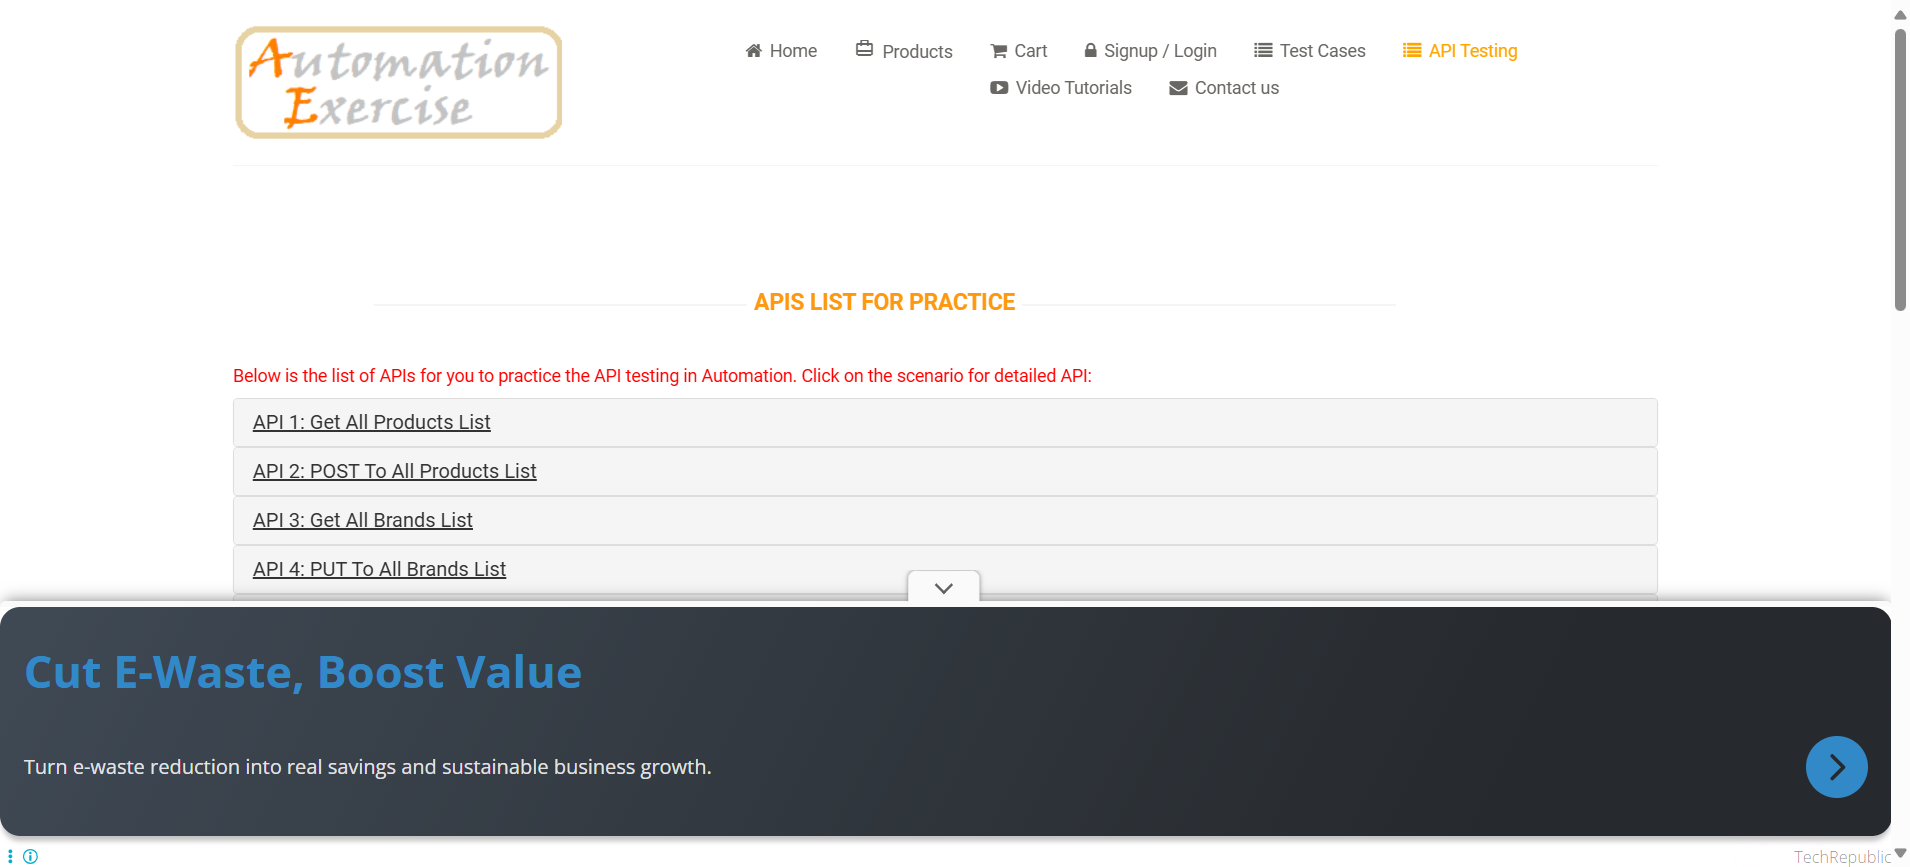 Automation
Exercise
Home
Products
Cart
Signup / Login
Test Cases
API Testing
Video Tutorials
Contact us
APIS LIST FOR PRACTICE
Below is the list of APIs for you to practice the API testing in Automation. Click on the scenario for detailed API:
API 1: Get All Products List
API 2: POST To All Products List
API 3: Get All Brands List
API 4: PUT To All Brands List
Cut E-Waste, Boost Value
Turn e-waste reduction into real savings and sustainable business growth.
TechRepublic